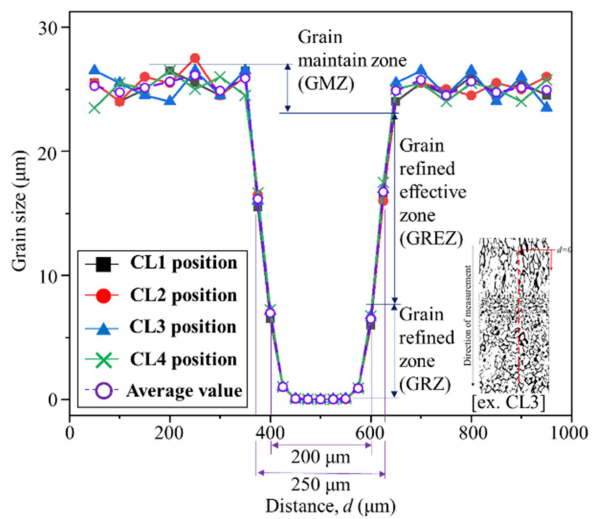 30
20
10
0
Grain size (μm)
Grain
maintain zone
(GMZ)
Grain
refined
effective
zone
(GREZ)
Grain
refined
zone
(GRZ)
CL1 position
CL2 position
CL3 position
CL4 position
Average value
Direction of measurement
[ex. CL3]
0
200
400
600
800
1000
200 μm
250 μm
Distance, d (μm)